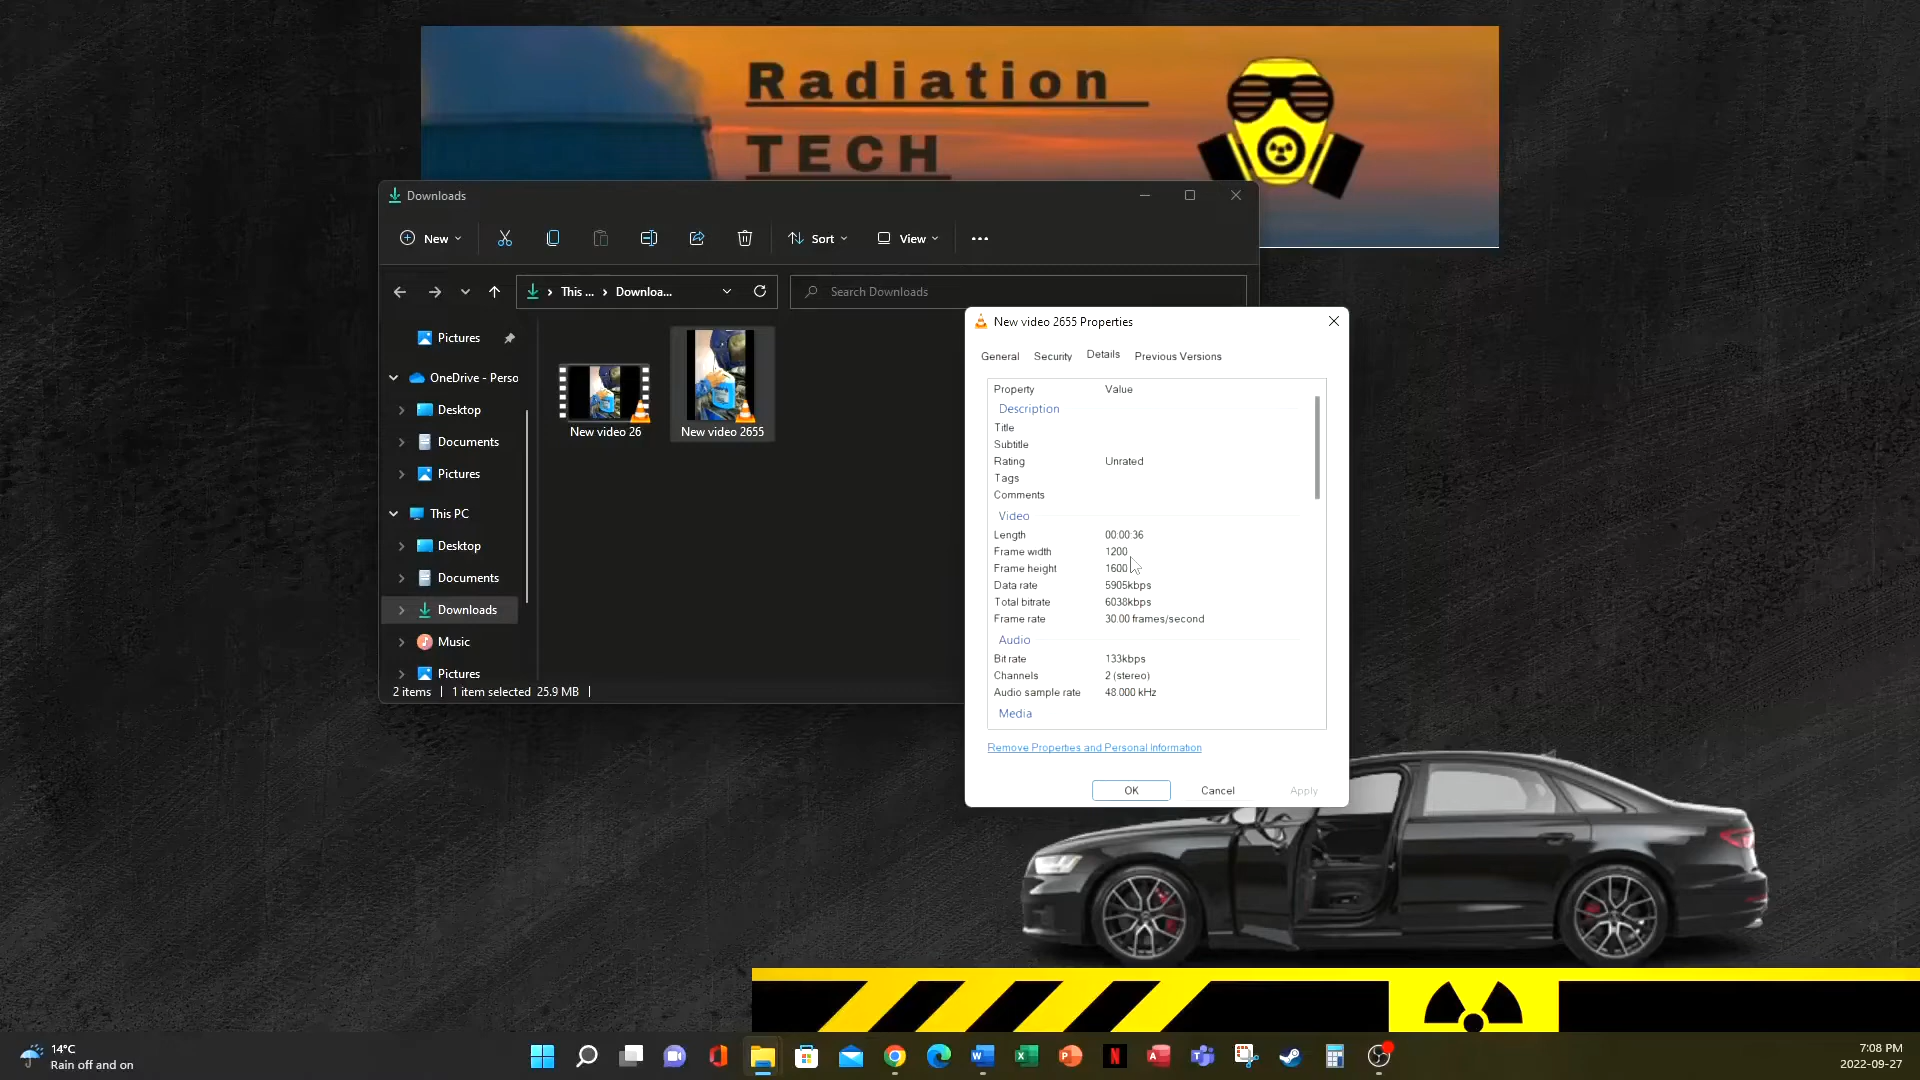 Radiation
TECH
Downloads
New
Sort
View
This ...
Downloa...
Search Downloads
Pictures
OneDrive - Perso
Desktop
Documents
Pictures
This PC
Desktop
Documents
Downloads
Music
Pictures
New video 26
New video 2655
2 items
1 item selected 25.9 MB
New video 2655 Properties
General Security Details Previous Versions
Property Value
Description
Title
Subtitle
Rating Unrated
Tags
Comments
Video
Length 00:00:36
Frame width 1200
Frame height 1600
Data rate 5905kbps
Total bitrate 6038kbps
Frame rate 30.00 frames/second
Audio
Bit rate 133kbps
Channels 2 (stereo)
Audio sample rate 48.000 kHz
Media
Remove Properties and Personal Information
OK Cancel Apply
14°C
Rain off and on
7:08 PM
2022-09-27